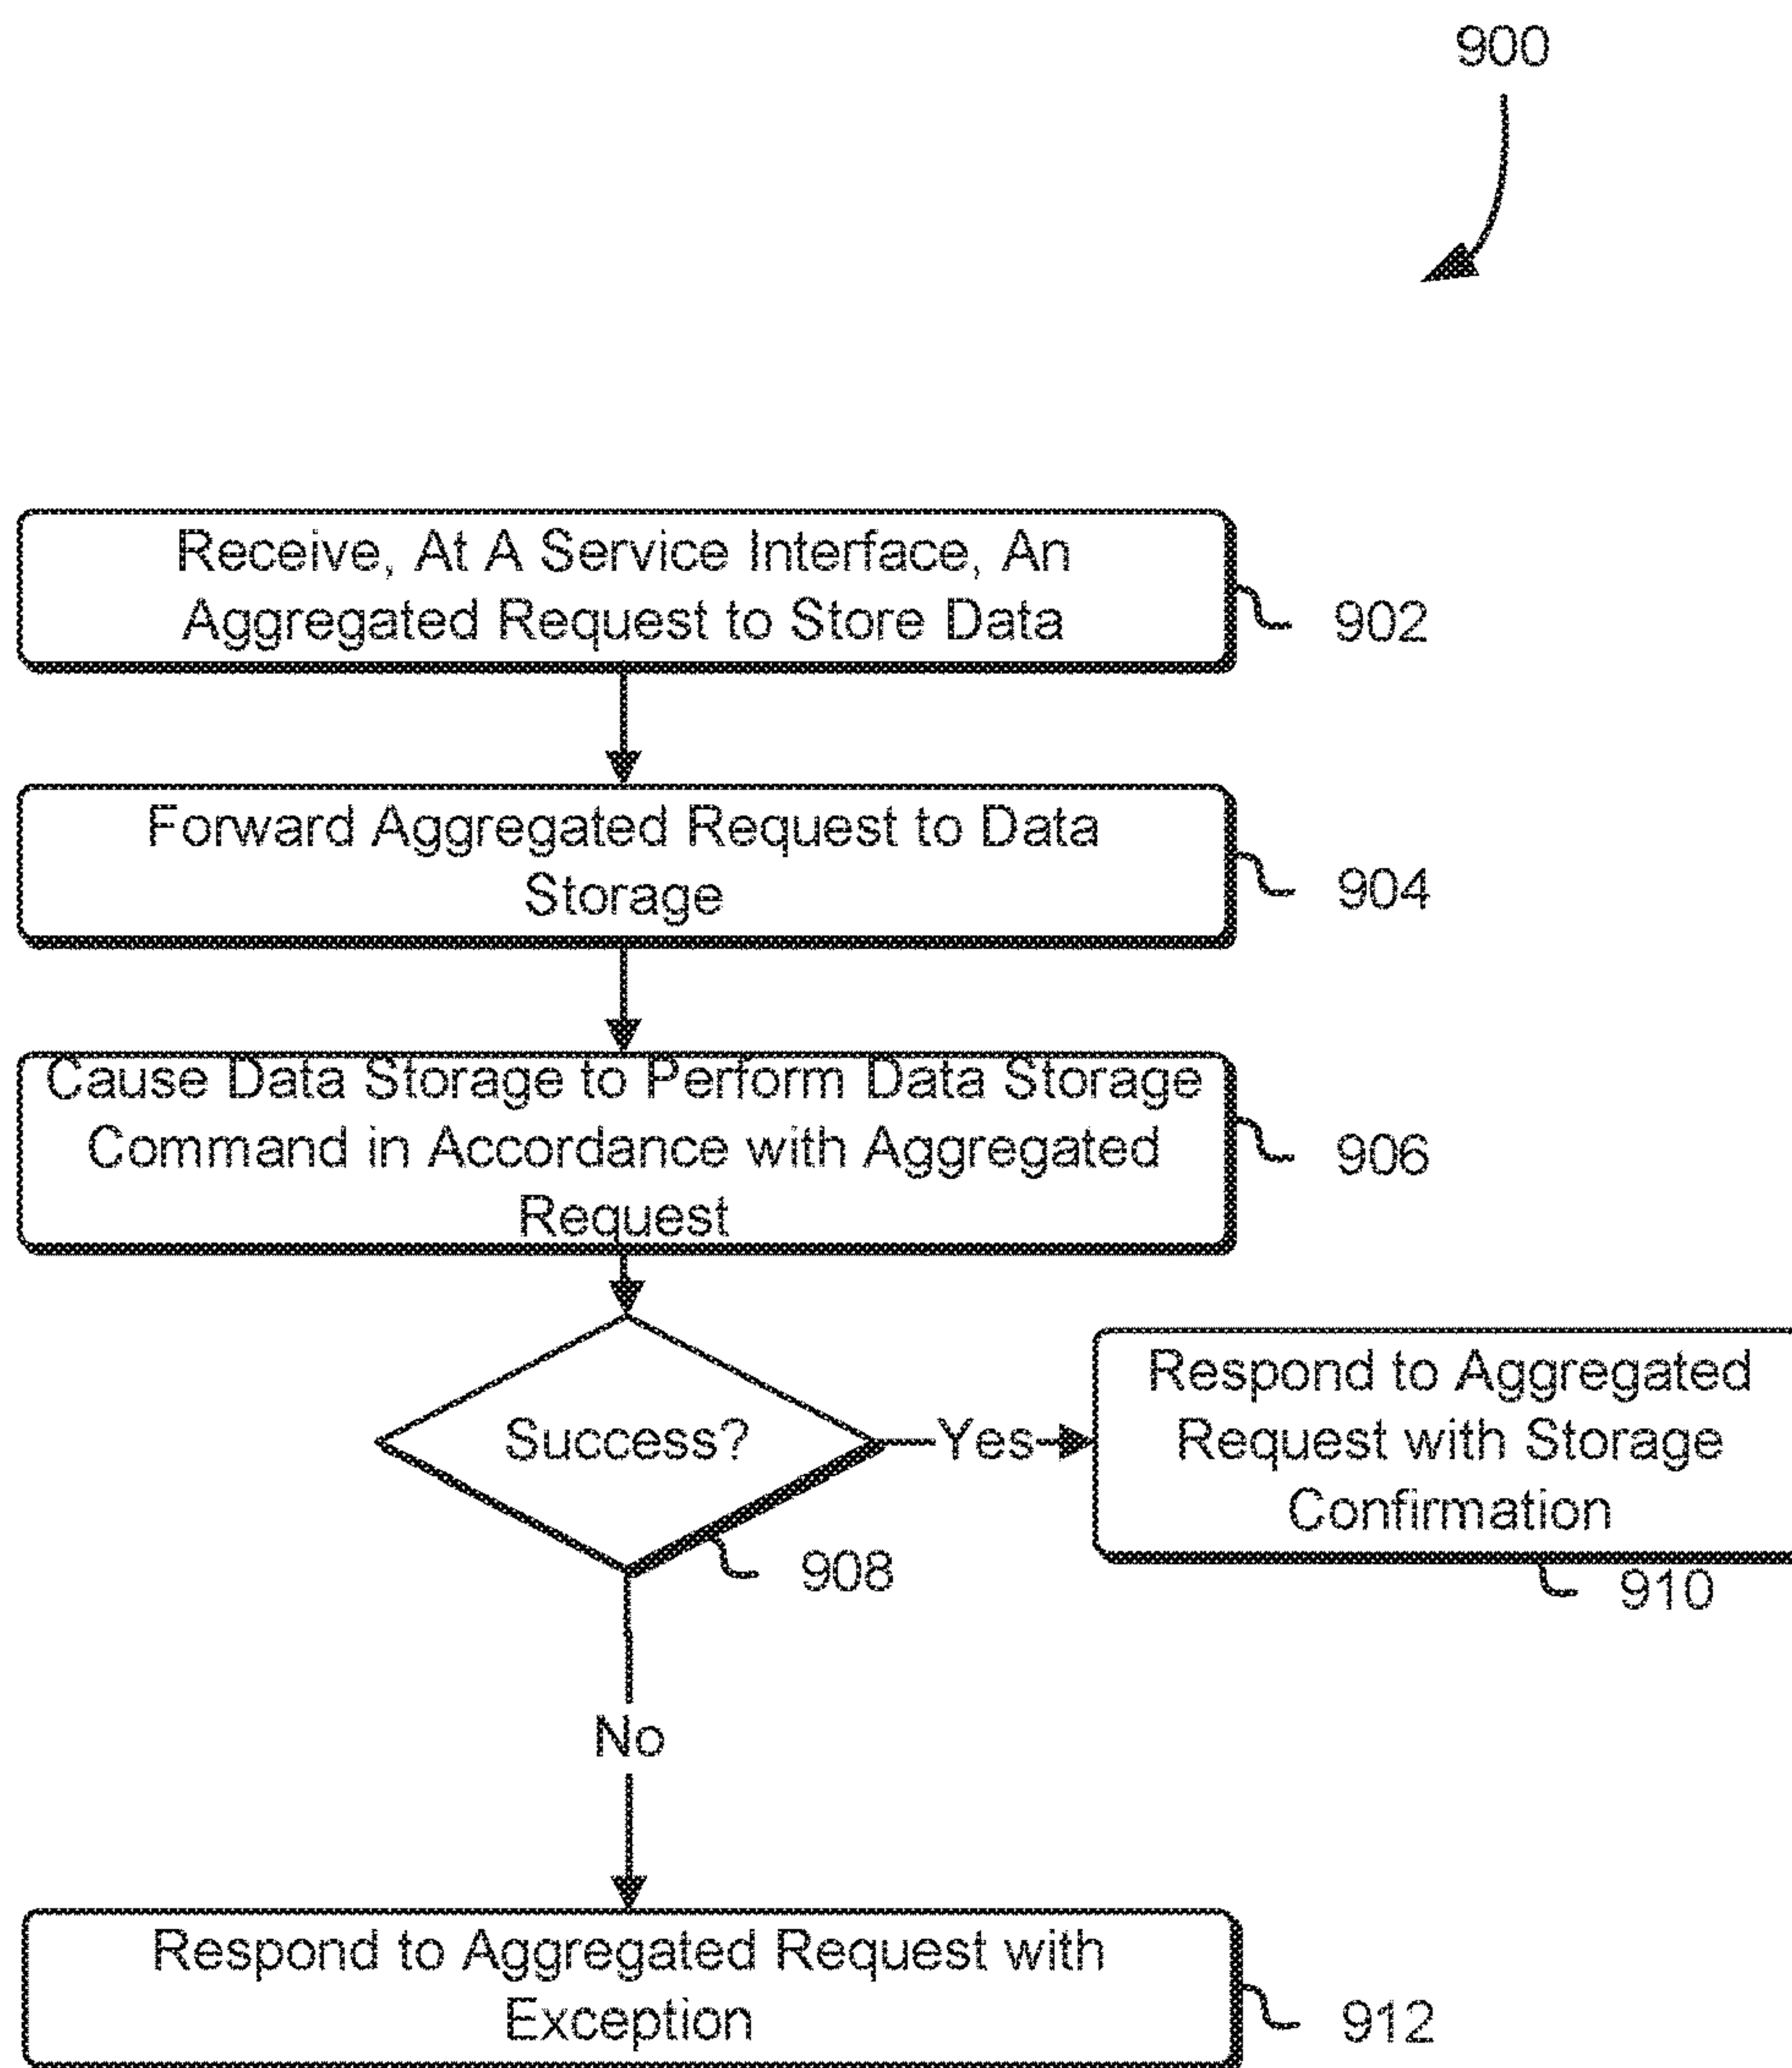 900
Receive, At A Service Interface, An
Aggregated Request to Store Data
902
Forward Aggregated Request to Data
Storage
904
Cause Data Storage to Perform Data Storage
Command in Accordance with Aggregated
Request
906
Success?
Yes
908
Respond to Aggregated
Request with Storage
Confirmation
910
No
Respond to Aggregated Request with
Exception
912